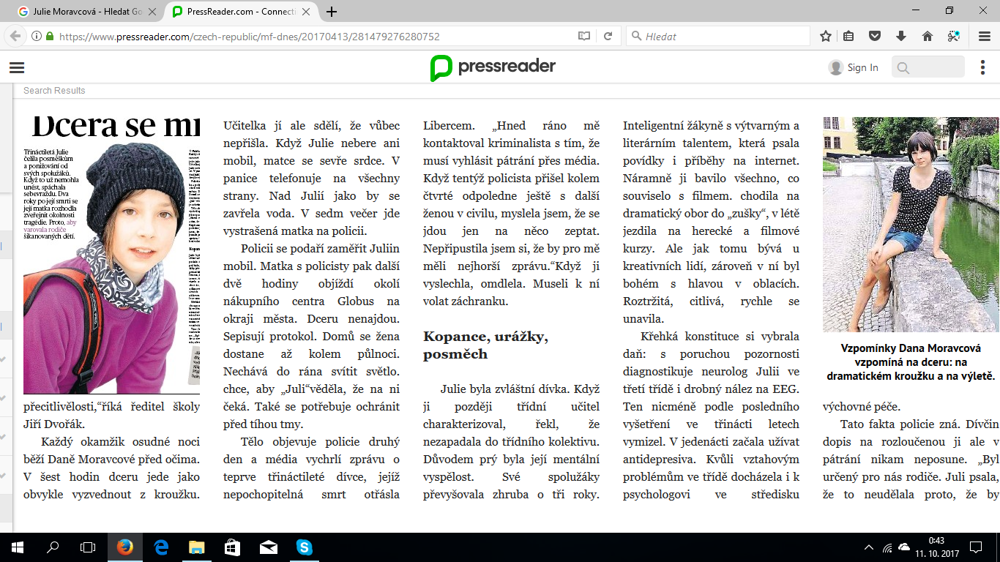 Julie Moravcová - Hledat Go
PressReader.com - Connecti
https://www.pressreader.com/czech-republic/mf-dnes/20170413/281479276280752
Hledat
pressreader
Sign In
Search Results
Dcera se mr
Třináctiletá Julie
čelila posměškům
a ponižování od
svých spolužáků.
Když to už nemohla
unést, spáchala
sebevraždu. Dva
roky po její smrti se
její matka rozhodla
zveřejnit okolnosti
tragédie. Proto, aby
varovala rodiče
šikanovaných dětí.
přecitlivělosti,“říká ředitel školy
Jiří Dvořák.
Každý okamžik osudné noci
běží Daně Moravcové před očima.
V šest hodin dceru jede jako
obvykle vyzvednout z kroužku.
Učitelka jí ale sdělí, že vůbec
nepřišla. Když Julie nebere ani
mobil, matce se sevře srdce. V
panice telefonuje na všechny
strany. Nad Julií jako by se
zavřela voda. V sedm večer jde
vystrašená matka na policii.
Policii se podaří zaměřit Juliin
mobil. Matka s policisty pak další
dvě hodiny objíždí okolí
nákupního centra Globus na
okraji města. Dceru nenajdou.
Sepisují protokol. Domů se žena
dostane až kolem půlnoci.
Nechává do rána svítit světlo.
chce, aby „Juli“věděla, že na ni
čeká. Také se potřebuje ochránit
před tíhou tmy.
Tělo objevuje policie druhý
den a média vychrlí zprávu o
teprve třináctileté dívce, jejíž
nepochopitelná smrt otřásla
Libercem. „Hned ráno mě
kontaktoval kriminalista s tím, že
musí vyhlásit pátrání přes média.
Když tentýž policista přišel kolem
čtvrté odpoledne ještě s další
ženou v civilu, myslela jsem, že se
jdou jen na něco zeptat.
Nepřipustila jsem si, že by pro mě
měli nejhorší zprávu.“Když ji
vyslechla, omdlela. Museli k ní
volat záchranku.
Kopance, urážky,
posměch
Julie byla zvláštní dívka. Když
ji později třídní učitel
charakterizoval, řekl, že
nezapadala do třídního kolektivu.
Důvodem prý byla její mentální
vyspělost. Své spolužáky
převyšovala zhruba o tři roky.
Inteligentní žákyně s výtvarným a
literárním talentem, která psala
povídky i příběhy na internet.
Náramně ji bavilo všechno, co
souviselo s filmem. chodila na
dramatický obor do „zušky“, v létě
jezdila na herecké a filmové
kurzy. Ale jak tomu bývá u
kreativních lidí, zároveň v ní byl
bohém s hlavou v oblacích.
Roztržitá, citlivá, rychle se
unavila.
Křehká konstituce si vybrala
daň: s poruchou pozornosti
diagnostikuje neurolog Julii ve
třetí třídě i drobný nález na EEG.
Ten nicméně podle posledního
vyšetření ve třinácti letech
vymizel. V jedenácti začala užívat
antidepresiva. Kvůli vztahovým
problémům ve třídě docházela i k
psychologovi ve středisku
Vzpomínky Dana Moravcová
vzpomíná na dceru: na
dramatickém kroužku a na výletě.
výchovné péče.
Tato fakta policie zná. Dívčin
dopis na rozloučenou ji ale v
pátrání nikam neposune. „Byl
určený pro nás rodiče. Juli psala,
že to neudělala proto, že by
0:43
11. 10. 2017